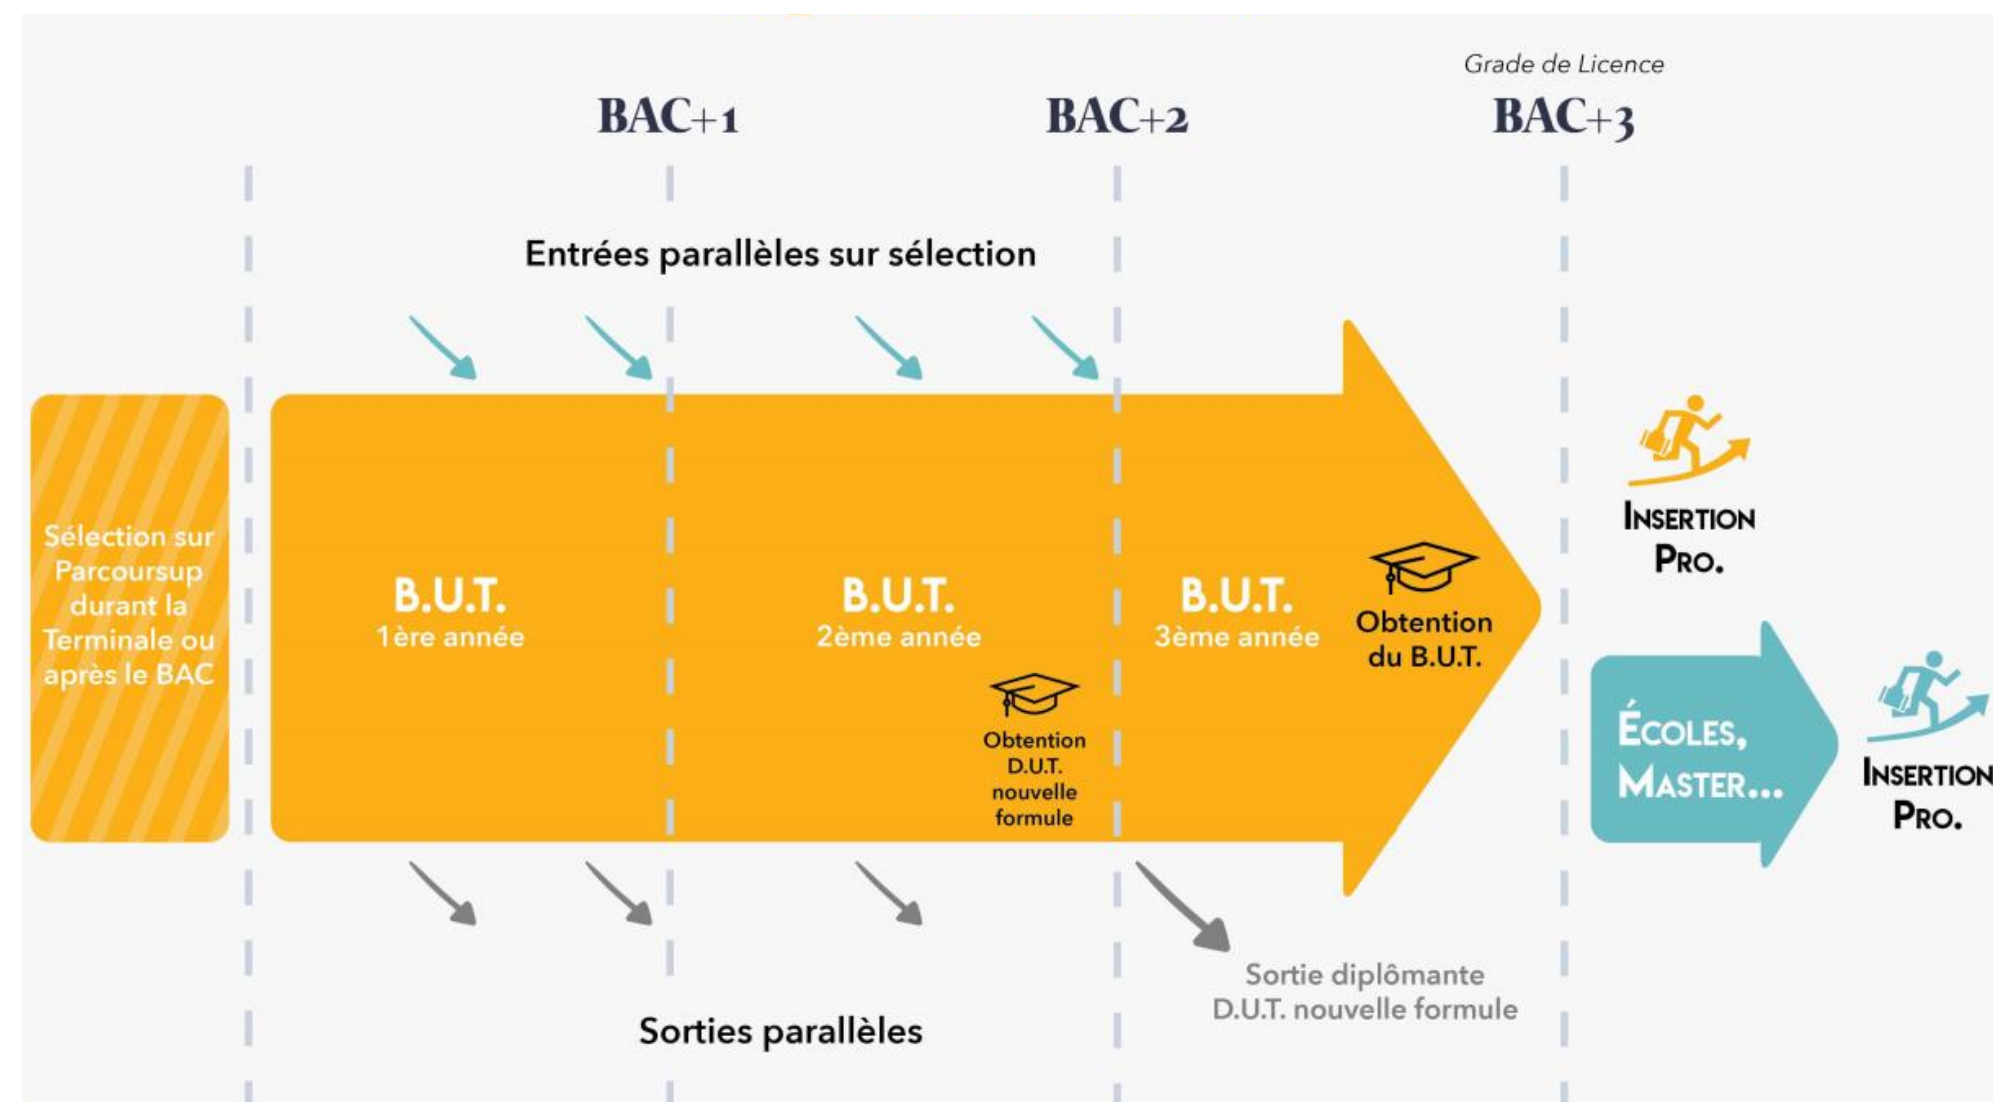 Grade de Licence
BAC+1
BAC+2
BAC+3
Entrées parallèles sur sélection
Sélection sur
Parcoursup
durant la
Terminale ou
après le BAC
B.U.T.
1ère année
B.U.T.
2ème année
Obtention
D.U.T.
nouvelle
formule
B.U.T.
3ème année
Obtention
du B.U.T.
INSERTION
PRO.
ÉCOLES,
MASTER...
INSERTION
PRO.
Sortie diplômante
D.U.T. nouvelle formule
Sorties parallèles